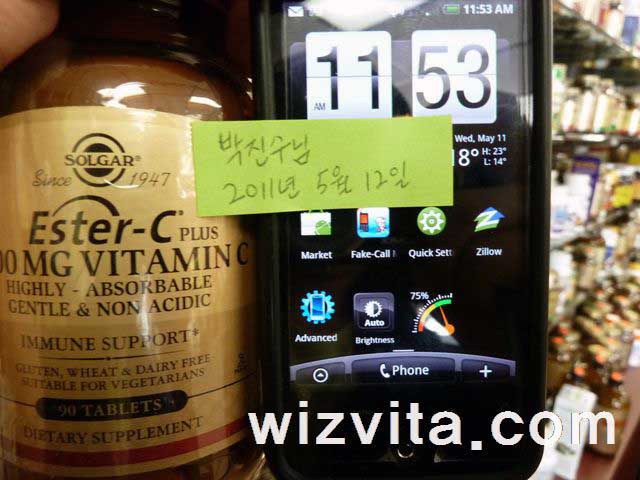 SOLGAR
Since 1947
Ester-C PLUS
00 MG VITAMIN C
HIGHLY - ABSORBABLE
GENTLE & NON ACIDIC
IMMUNE SUPPORT*
GLUTEN, WHEAT & DAIRY FREE
SUITABLE FOR VEGETARIANS
90 TABLETS
DIETARY SUPPLEMENT
11:53 AM
11 53
AM
박진수님
2011년 5월 12일
Wed, May 11
18° H: 23°
L: 14°
Market Fake-Call Quick Sett Zillow
75%
Auto
Advanced Brightness
Phone +
wizvita.com